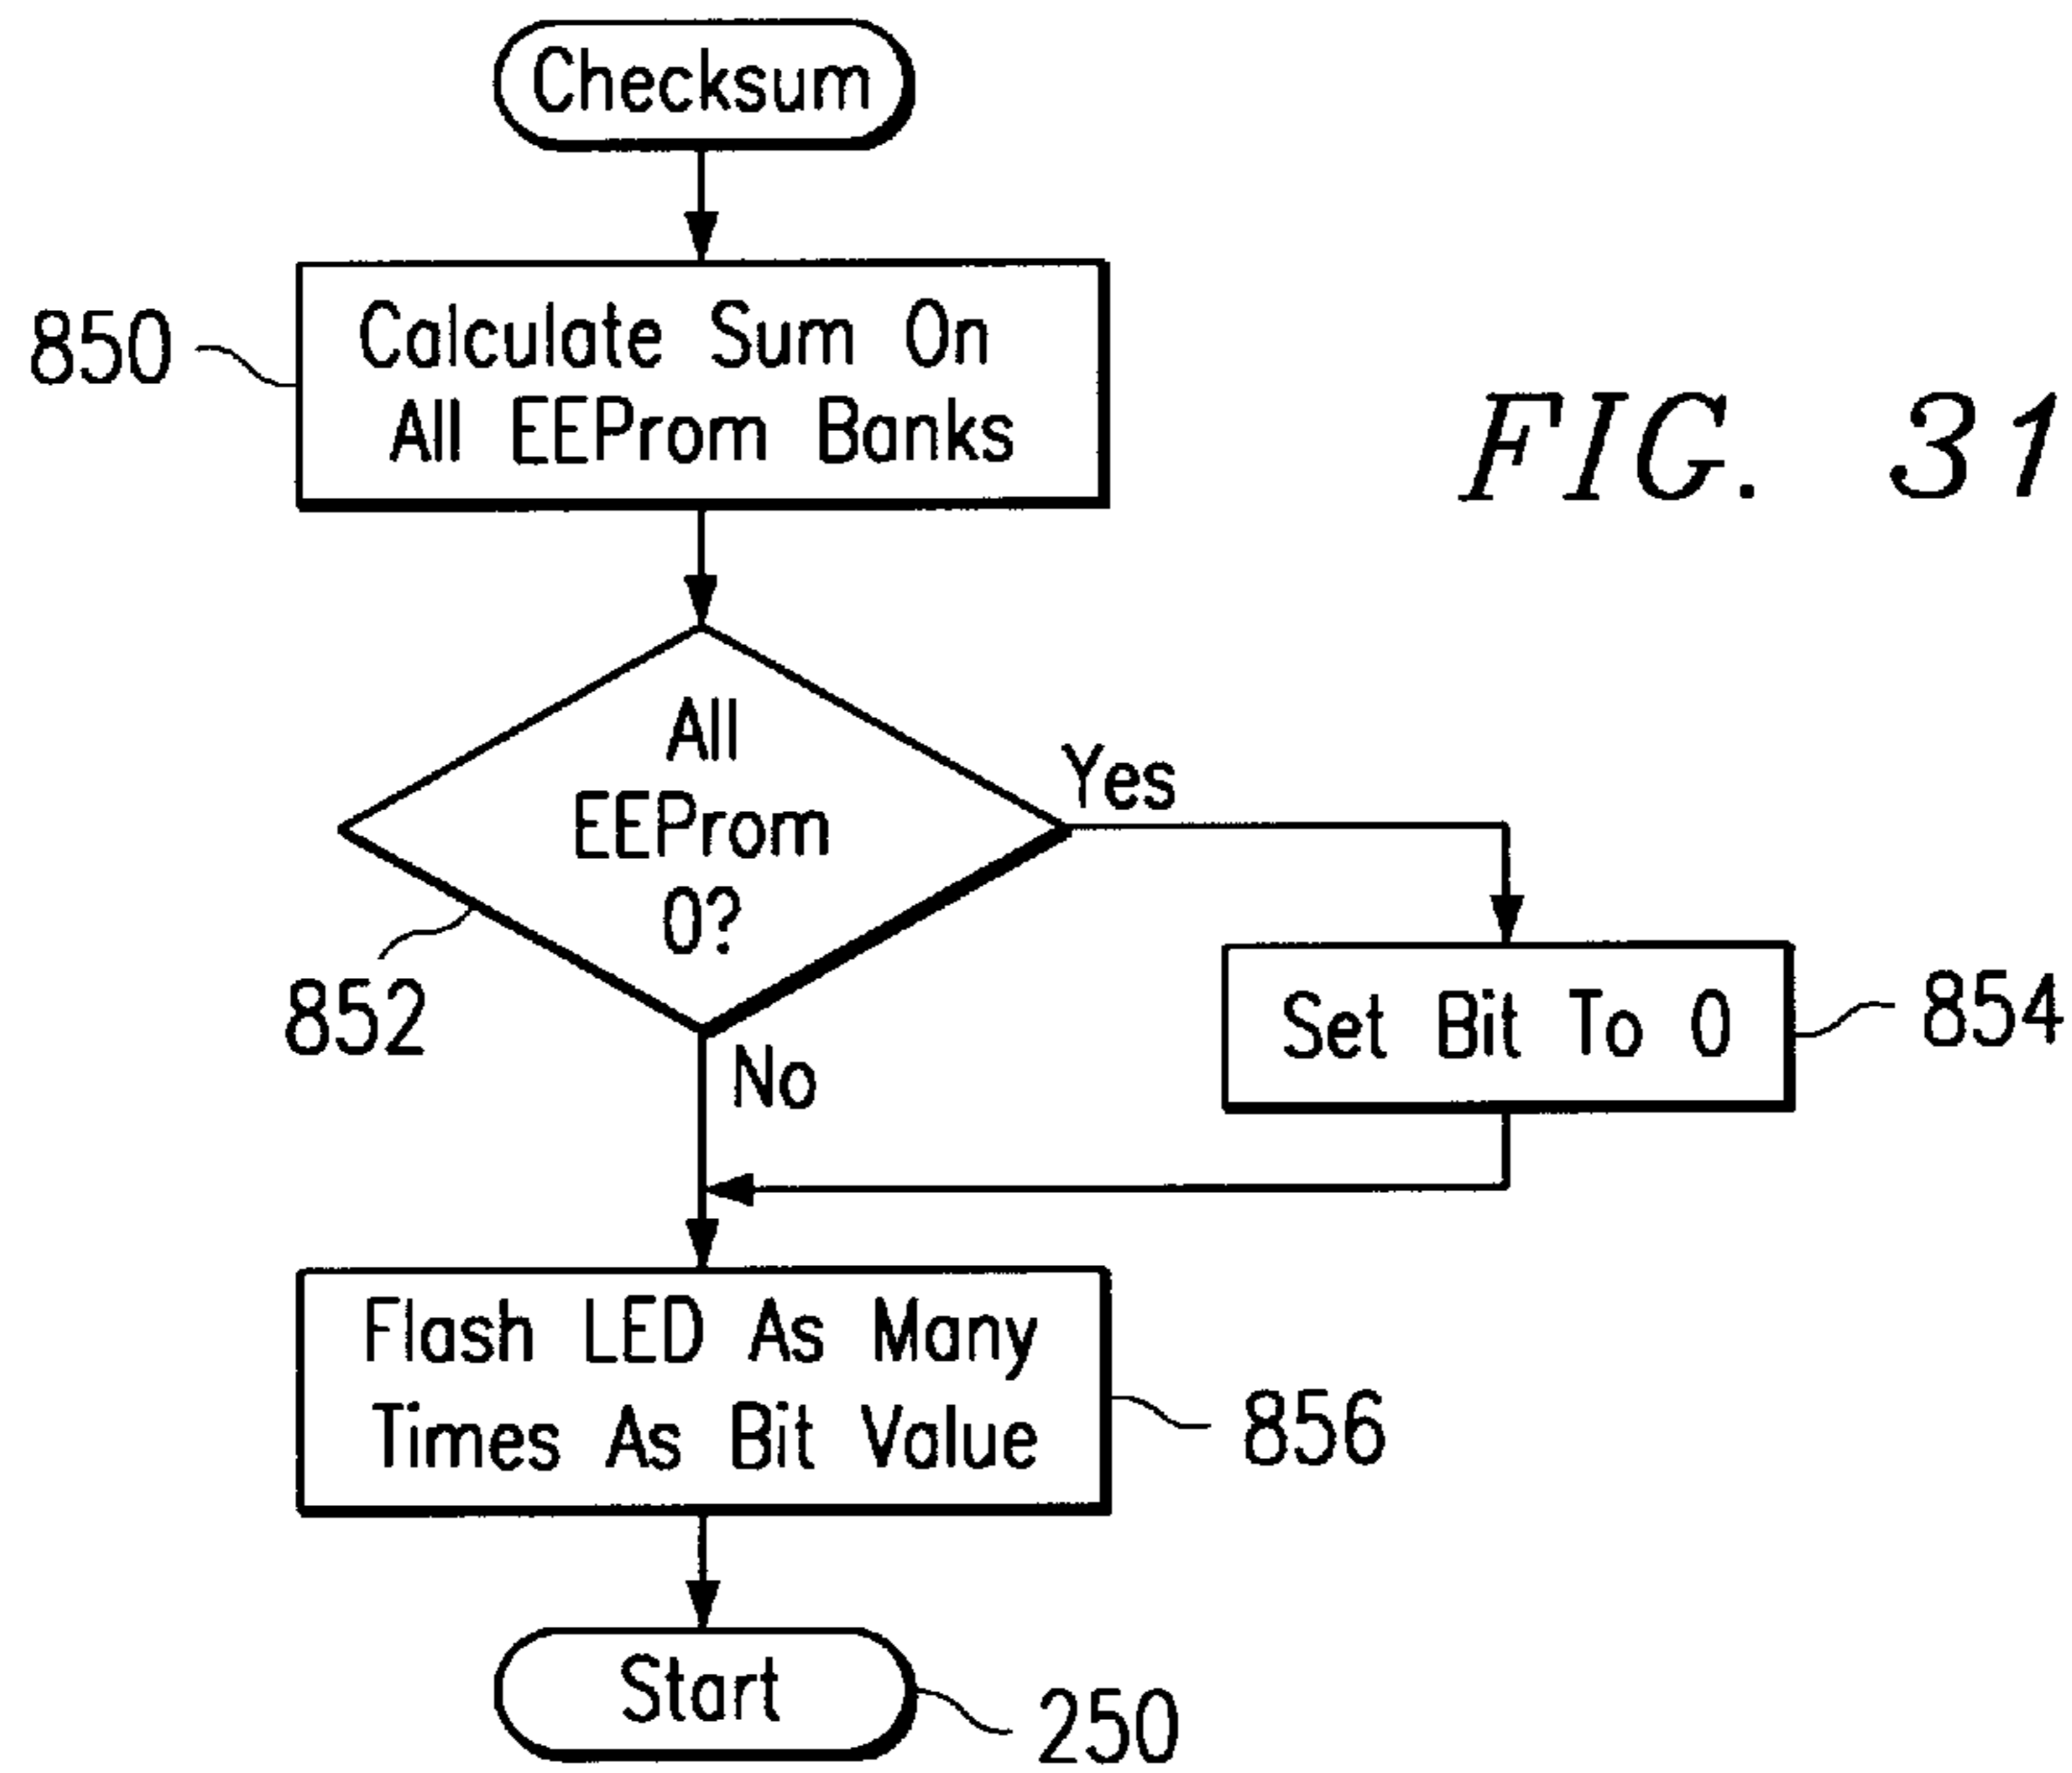 Checksum
850
Calculate Sum On
All EEProm Banks
FIG. 31
All
EEProm
0?
Yes
852
No
Set Bit To 0
854
Flash LED As Many
Times As Bit Value
856
Start
250